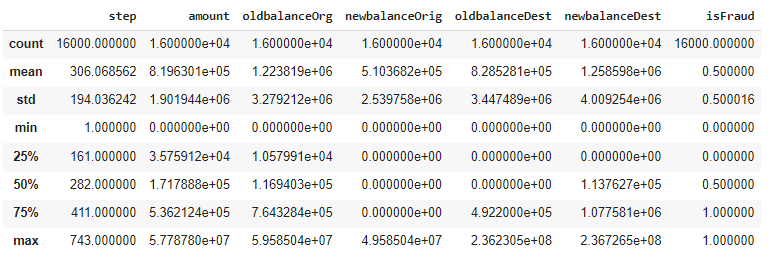 step amount oldbalanceOrg newbalanceOrig oldbalanceDest newbalanceDest isFraud
count 16000.000000 1.600000e+04 1.600000e+04 1.600000e+04 1.600000e+04 1.600000e+04 16000.000000
mean 306.068562 8.196301e+05 1.223819e+06 5.103682e+05 8.285281e+05 1.258598e+06 0.500000
std 194.036242 1.901944e+06 3.279212e+06 2.539758e+06 3.447489e+06 4.009254e+06 0.500016
min 1.000000 0.000000e+00 0.000000e+00 0.000000e+00 0.000000e+00 0.000000e+00 0.000000
25% 161.000000 3.575912e+04 1.057991e+04 0.000000e+00 0.000000e+00 0.000000e+00 0.000000
50% 282.000000 1.717888e+05 1.169403e+05 0.000000e+00 0.000000e+00 1.137627e+05 0.500000
75% 411.000000 5.362124e+05 7.643284e+05 0.000000e+00 4.922000e+05 1.077581e+06 1.000000
max 743.000000 5.778780e+07 5.958504e+07 4.958504e+07 2.362305e+08 2.367265e+08 1.000000